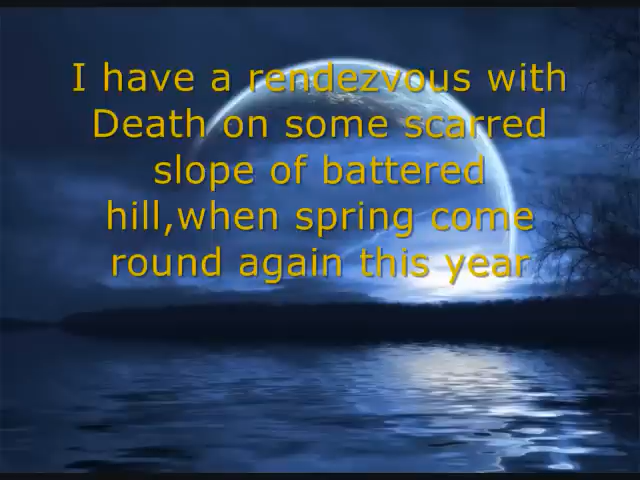 I have a rendezvous with
Death on some scarred
slope of battered
hill,when spring come
round again this year